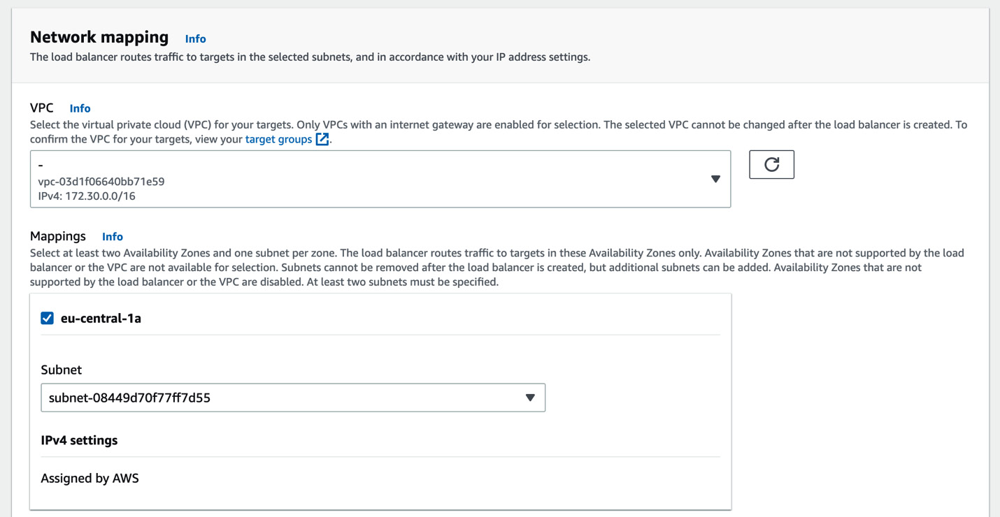 Network mapping Info
The load balancer routes traffic to targets in the selected subnets, and in accordance with your IP address settings.
VPC Info
Select the virtual private cloud (VPC) for your targets. Only VPCs with an internet gateway are enabled for selection. The selected VPC cannot be changed after the load balancer is created. To
confirm the VPC for your targets, view your target groups.
-
vpc-03d1f06640bb71e59
IPv4: 172.30.0.0/16
Mappings Info
Select at least two Availability Zones and one subnet per zone. The load balancer routes traffic to targets in these Availability Zones only. Availability Zones that are not supported by the load
balancer or the VPC are not available for selection. Subnets cannot be removed after the load balancer is created, but additional subnets can be added. Availability Zones that are not
supported by the load balancer or the VPC are disabled. At least two subnets must be specified.
eu-central-1a
Subnet
subnet-08449d70f77ff7d55
IPv4 settings
Assigned by AWS